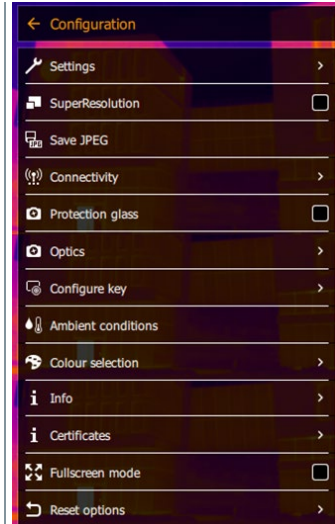 Configuration
Settings
SuperResolution
JPG
Save JPEG
Connectivity
Protection glass
Optics
Configure key
Ambient conditions
Colour selection
i Info
i Certificates
Fullscreen mode
Reset options